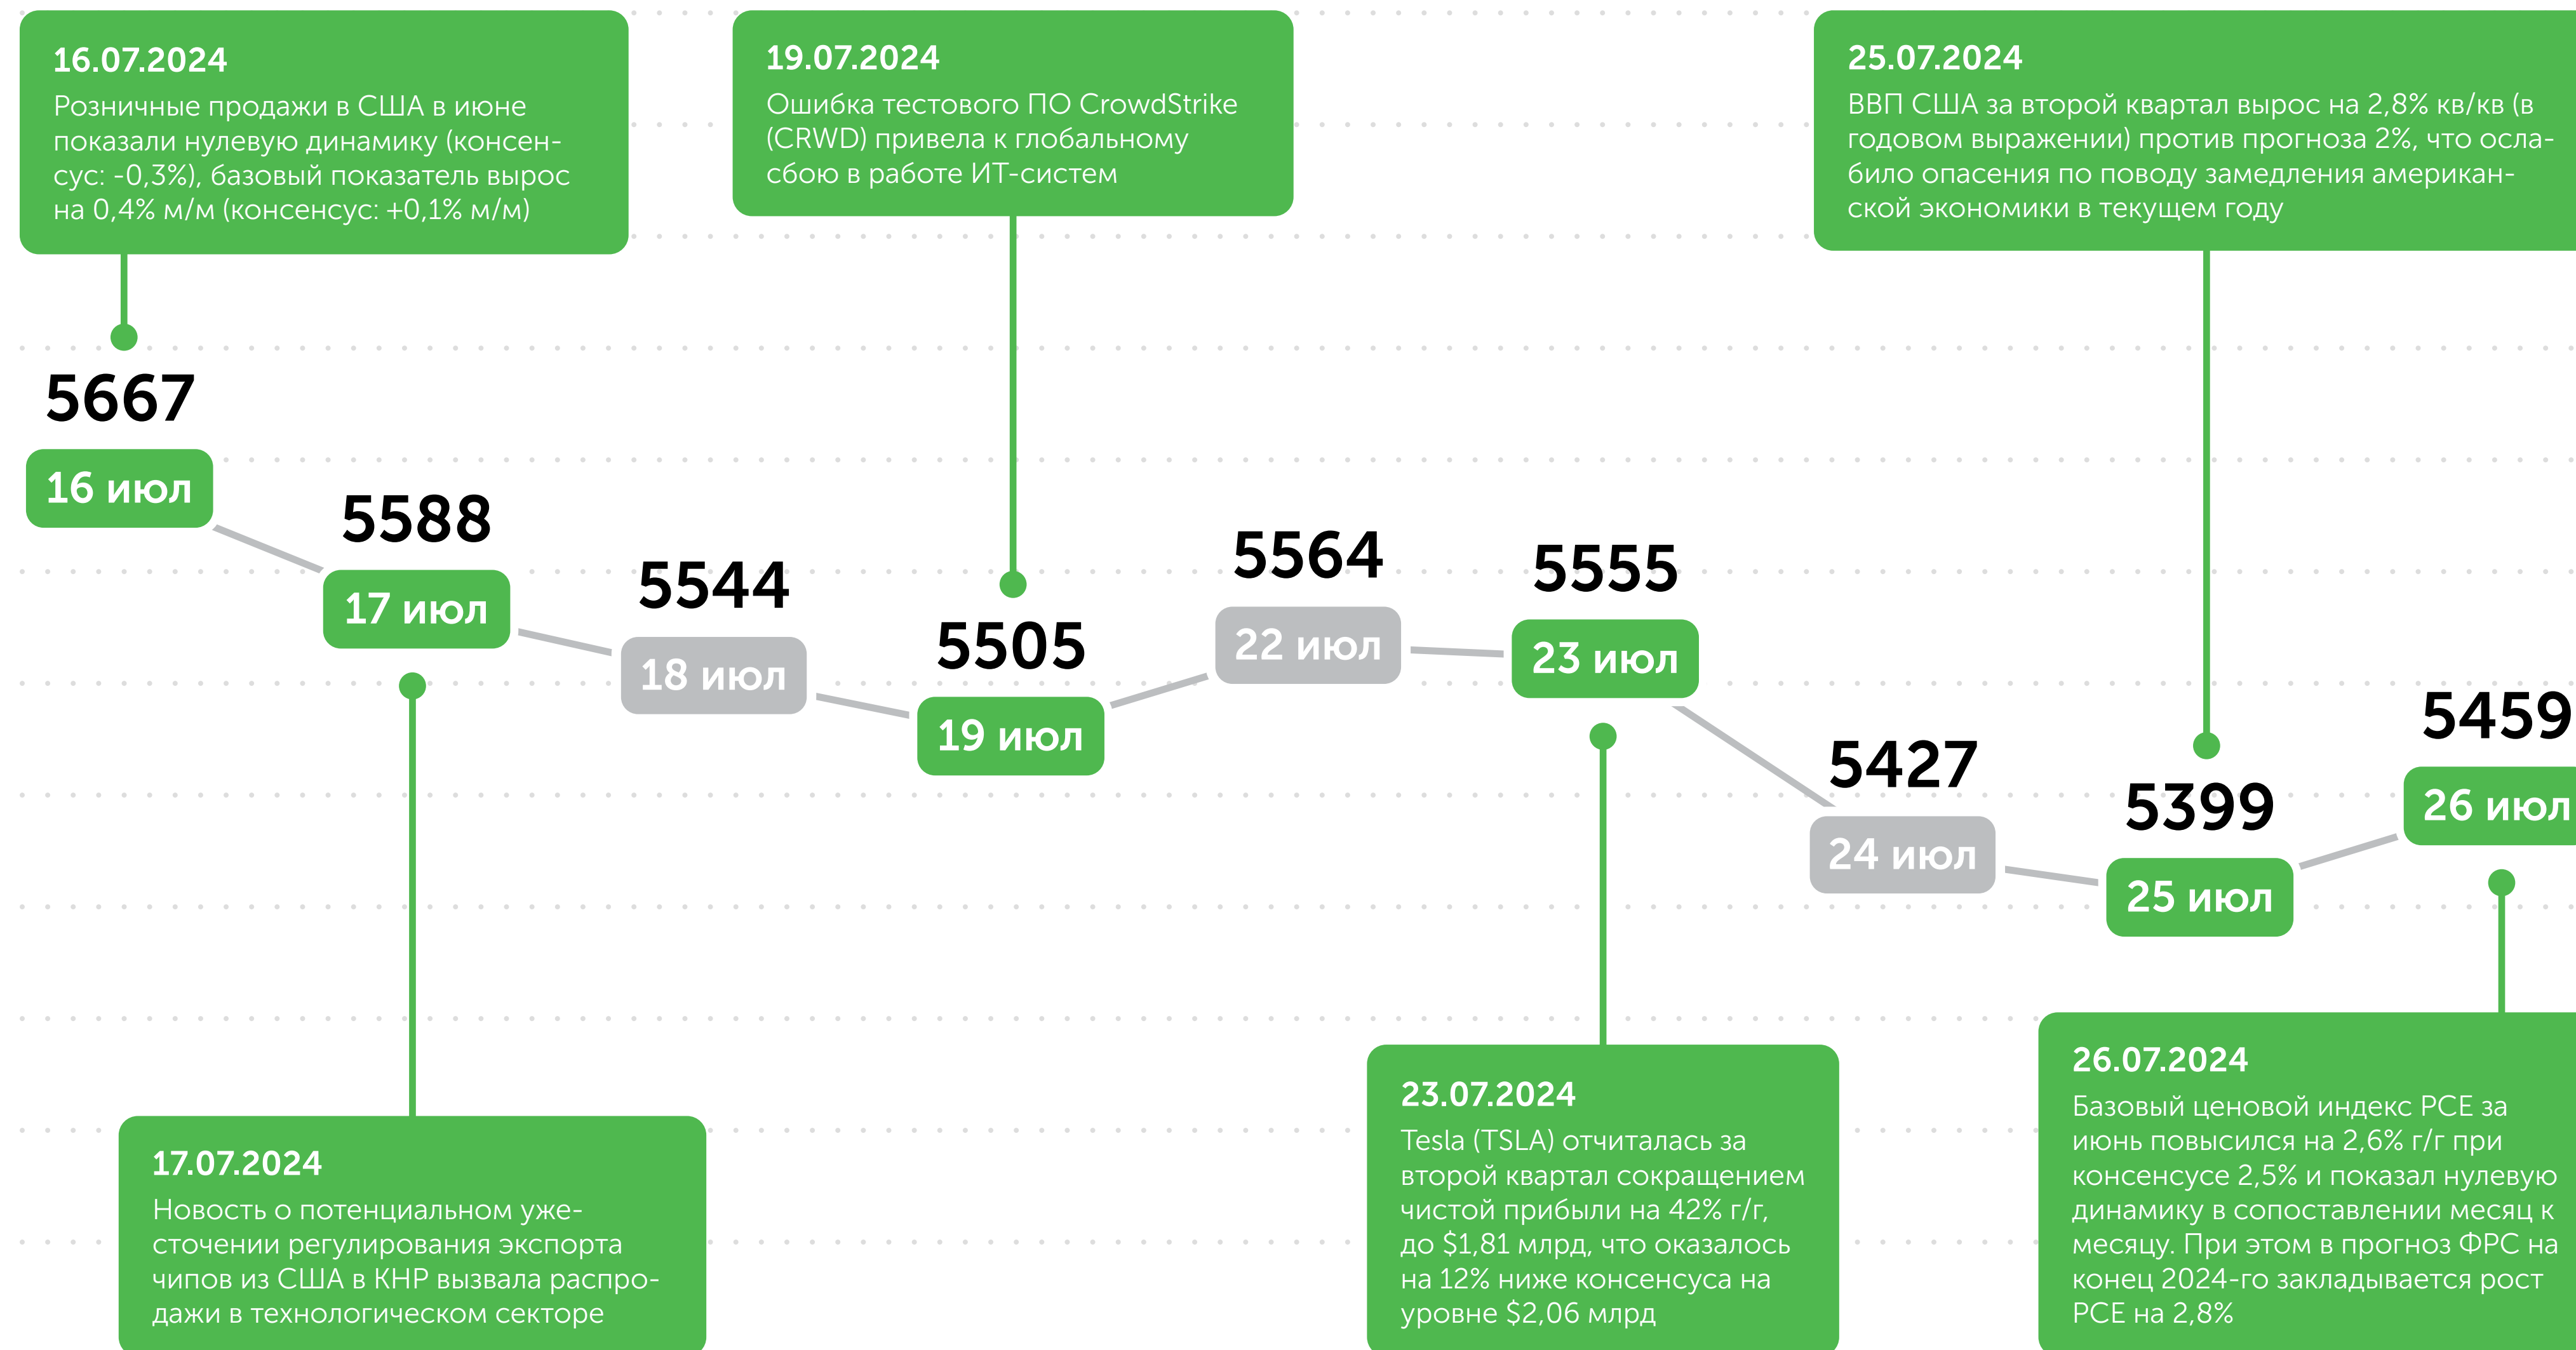 16.07.2024
Розничные продажи в США в июне
показали нулевую динамику (консен-
сус: -0,3%), базовый показатель вырос
на 0,4% м/м (консенсус: +0,1% м/м)
19.07.2024
Ошибка тестового ПО CrowdStrike
(CRWD) привела к глобальному
сбою в работе ИТ-систем
25.07.2024
ВВП США за второй квартал вырос на 2,8% кв/кв (в
годовом выражении) против прогноза 2%, что осла-
било опасения по поводу замедления американ-
ской экономики в текущем году
5667
16 июл
5588
17 июл
5544
18 июл
5505
19 июл
5564
22 июл
5555
23 июл
5427
24 июл
5399
25 июл
5459
26 июл
17.07.2024
Новость о потенциальном уже-
сточении регулирования экспорта
чипов из США в КНР вызвала распро-
дажи в технологическом секторе
23.07.2024
Tesla (TSLA) отчиталась за
второй квартал сокращением
чистой прибыли на 42% г/г,
до $1,81 млрд, что оказалось
на 12% ниже консенсуса на
уровне $2,06 млрд
26.07.2024
Базовый ценовой индекс PCE за
июнь повысился на 2,6% г/г при
консенсусе 2,5% и показал нулевую
динамику в сопоставлении месяц к
месяцу. При этом в прогноз ФРС на
конец 2024-го закладывается рост
PCE на 2,8%